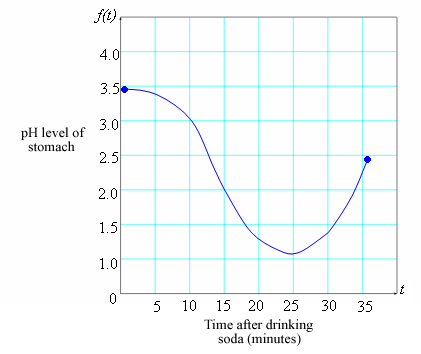 f(t)
4.0
3.5
3.0
2.5
2.0
1.5
1.0
0
pH level of
stomach
5 10 15 20 25 30 35
t
Time after drinking
soda (minutes)